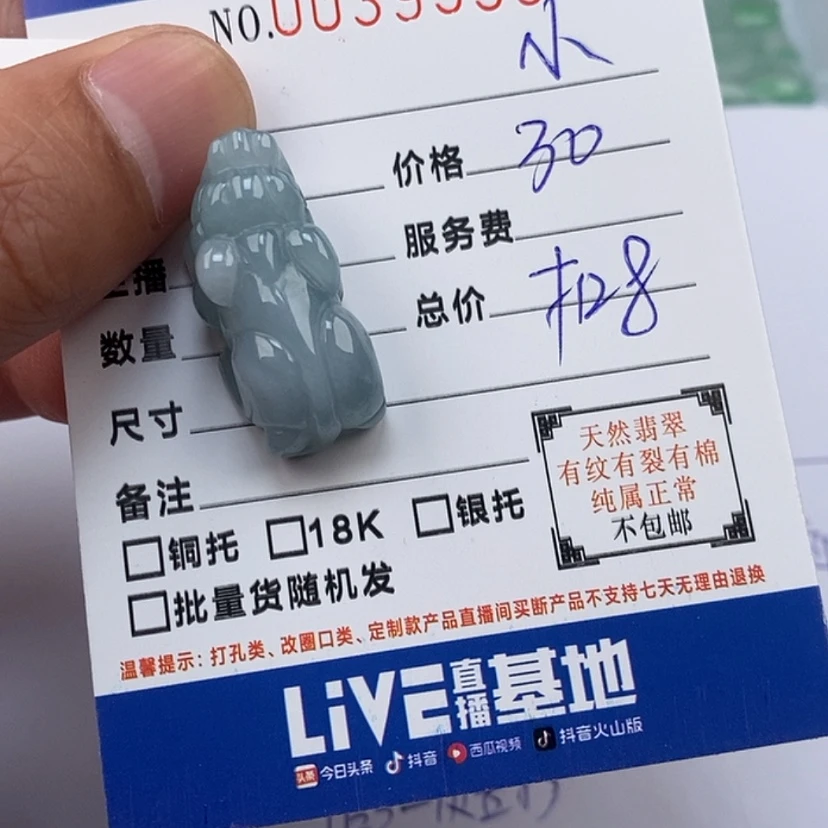 NO.
价格 30
服务费
播
总价 扣8
数量
尺寸
备注
天然翡翠
有纹有裂有棉
纯属正常
不包邮
□铜托 □18K □银托
□批量货随机发
温馨提示：打孔类、改圈口类、定制款产品直播间买断产品不支持七天无理由退换
LiVE直播基地
头条 今日头条 抖音 西瓜视频 抖音火山版